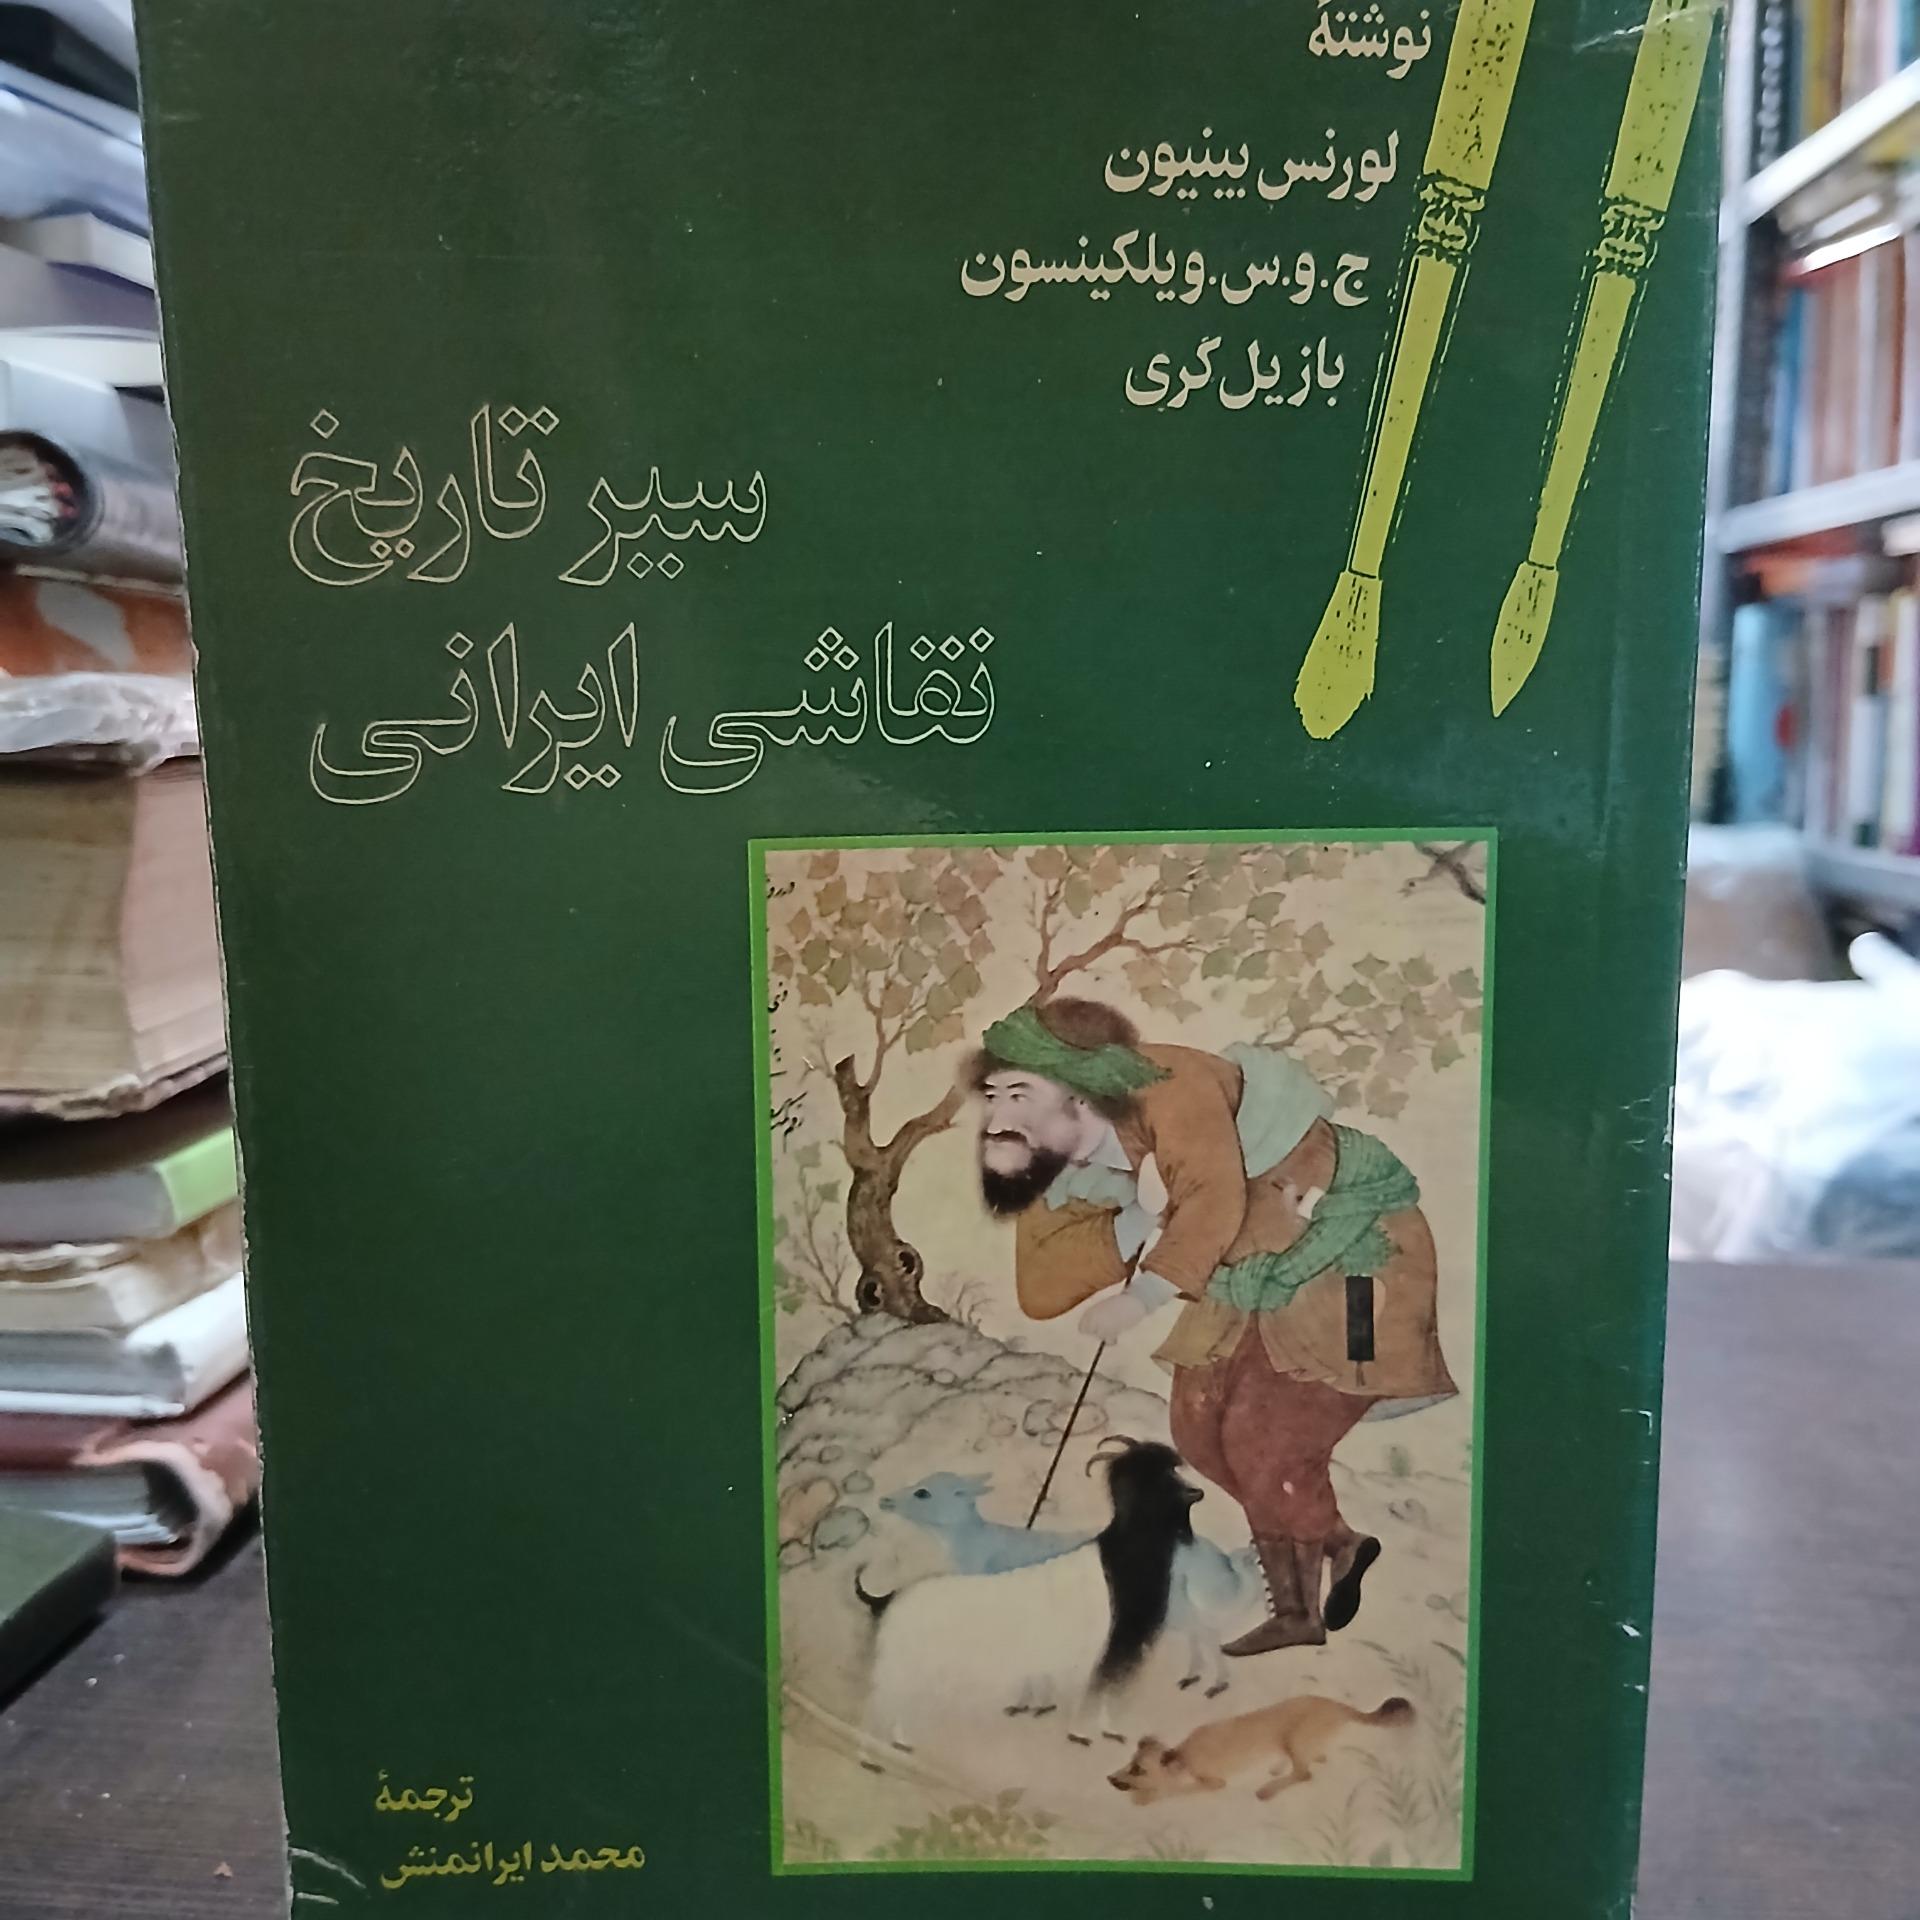 نوشتهٔ
لورنس بینیون
ج.و.س.ویلکینسون
بازیل گری
سیر تاریخ
نقاشی ایرانی
ترجمهٔ
محمد ایرانمنش